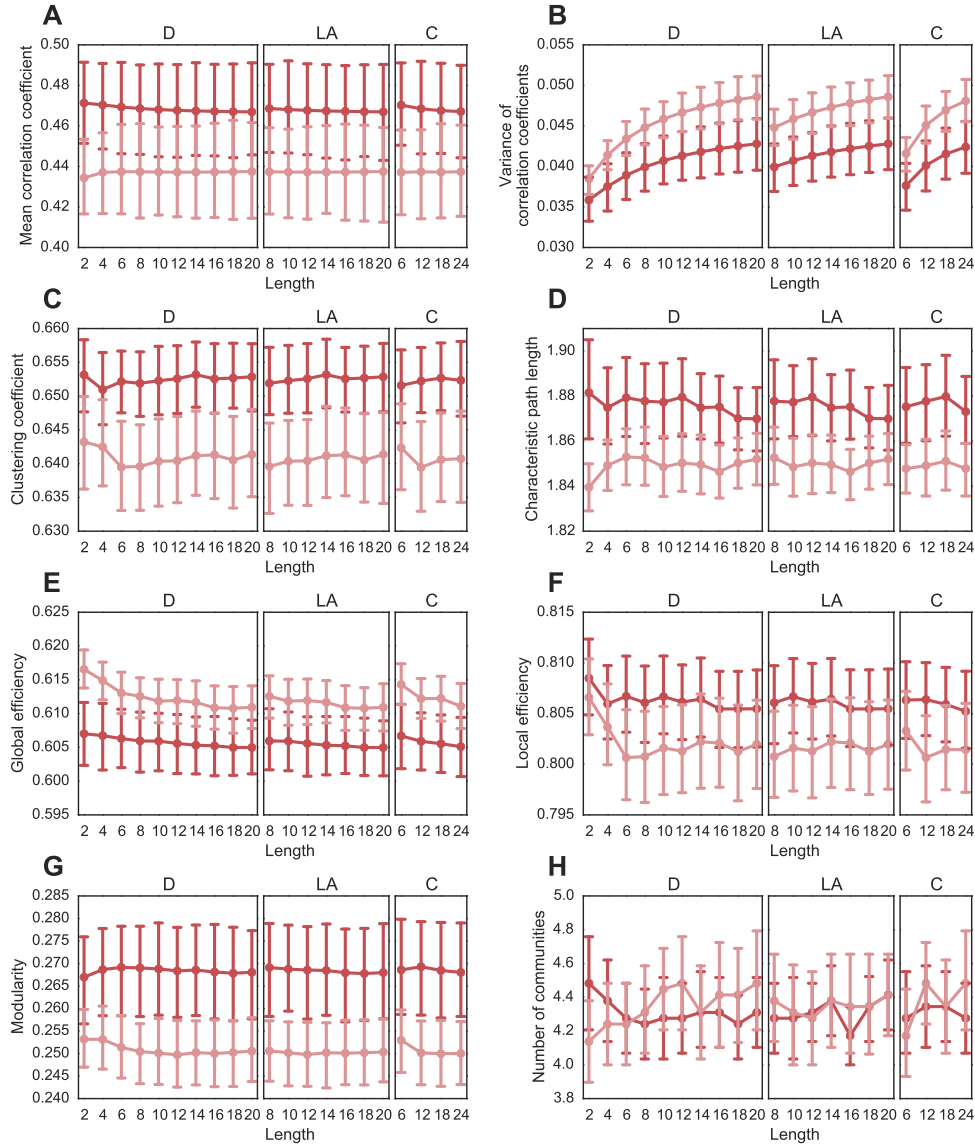 A
D LA C
Mean correlation coefficient
0.50
0.48
0.46
0.44
0.42
0.40
2 4 6 8 10 12 14 16 18 20 8 10 12 14 16 18 20 6 12 18 24
Length
B
D LA C
Variance of
correlation coefficients
0.055
0.050
0.045
0.040
0.035
0.030
2 4 6 8 10 12 14 16 18 20 8 10 12 14 16 18 20 6 12 18 24
Length
C
D LA C
Clustering coefficient
0.660
0.655
0.650
0.645
0.640
0.635
0.630
2 4 6 8 10 12 14 16 18 20 8 10 12 14 16 18 20 6 12 18 24
Length
D
D LA C
Characteristic path length
1.90
1.88
1.86
1.84
1.82
2 4 6 8 10 12 14 16 18 20 8 10 12 14 16 18 20 6 12 18 24
Length
E
D LA C
Global efficiency
0.625
0.620
0.615
0.610
0.605
0.600
0.595
2 4 6 8 10 12 14 16 18 20 8 10 12 14 16 18 20 6 12 18 24
Length
F
D LA C
Local efficiency
0.815
0.810
0.805
0.800
0.795
2 4 6 8 10 12 14 16 18 20 8 10 12 14 16 18 20 6 12 18 24
Length
G
D LA C
Modularity
0.285
0.280
0.275
0.270
0.265
0.260
0.255
0.250
0.245
0.240
2 4 6 8 10 12 14 16 18 20 8 10 12 14 16 18 20 6 12 18 24
Length
H
D LA C
Number of communities
5.0
4.8
4.6
4.4
4.2
4.0
3.8
2 4 6 8 10 12 14 16 18 20 8 10 12 14 16 18 20 6 12 18 24
Length